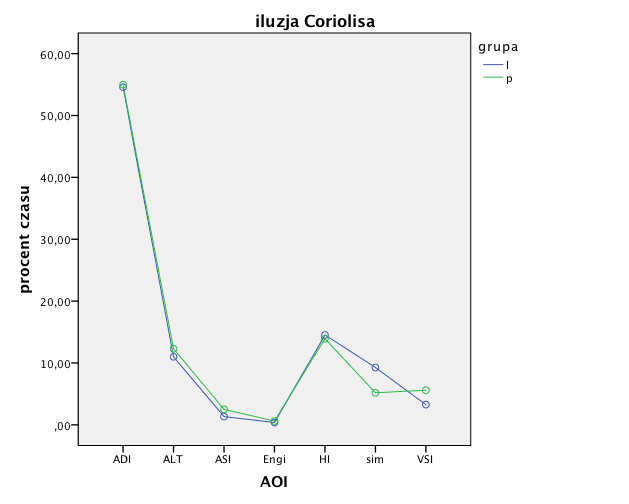 iluzja Coriolisa
grupa
l
p
procent czasu
60,00
50,00
40,00
30,00
20,00
10,00
,00
ADI ALT ASI Engi HI sim VSI
AOI